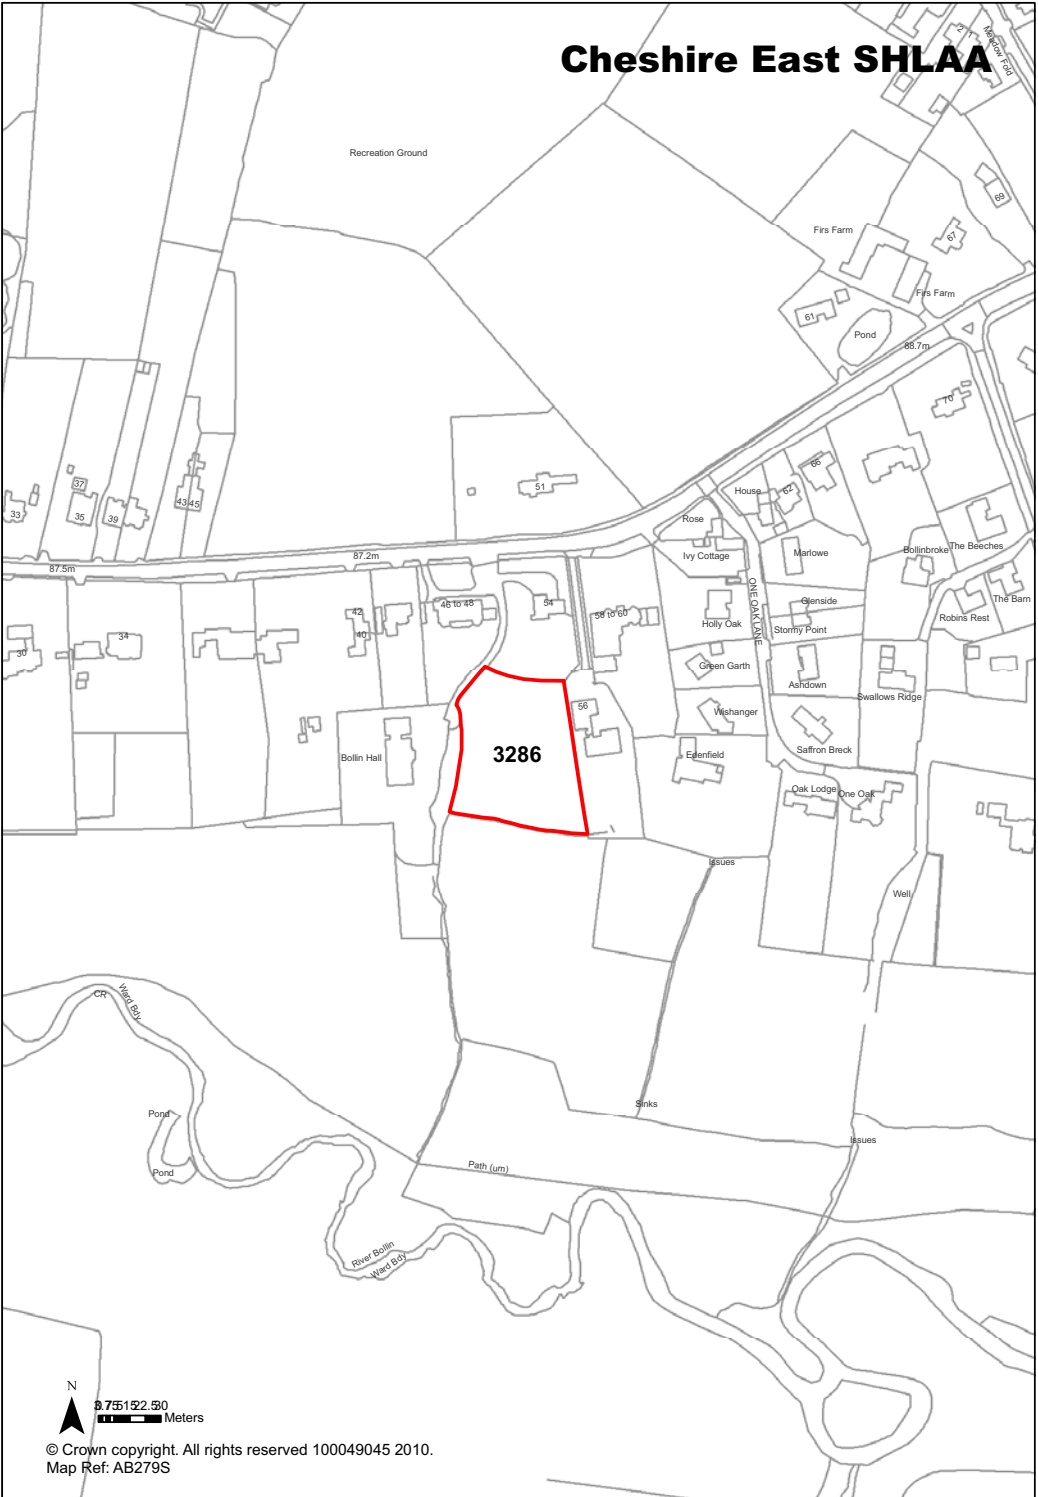 Cheshire East SHLAA
2
1
Meadow Fold
Recreation Ground
69
Firs Farm
67
Firs Farm
61
Pond
88.7m
70
66
51
House
62
37
43
45
33
35
39
Rose
87.2m
Ivy Cottage
Marlowe
Bollinbroke
The Beeches
87.5m
ONE OAK LANE
The Barn
46 to 48
54
Glenside
42
58 to 60
Holly Oak
Robins Rest
Stormy Point
34
40
30
Green Garth
Ashdown
Swallows Ridge
56
Wishanger
3286
Saffron Breck
Bollin Hall
Edenfield
Oak Lodge
One Oak
Issues
Well
CR
Ward Bdy
Sinks
Pond
Issues
Path (um)
Pond
River Bollin
Ward Bdy
N
Meters
© Crown copyright. All rights reserved 100049045 2010.
Map Ref: AB279S